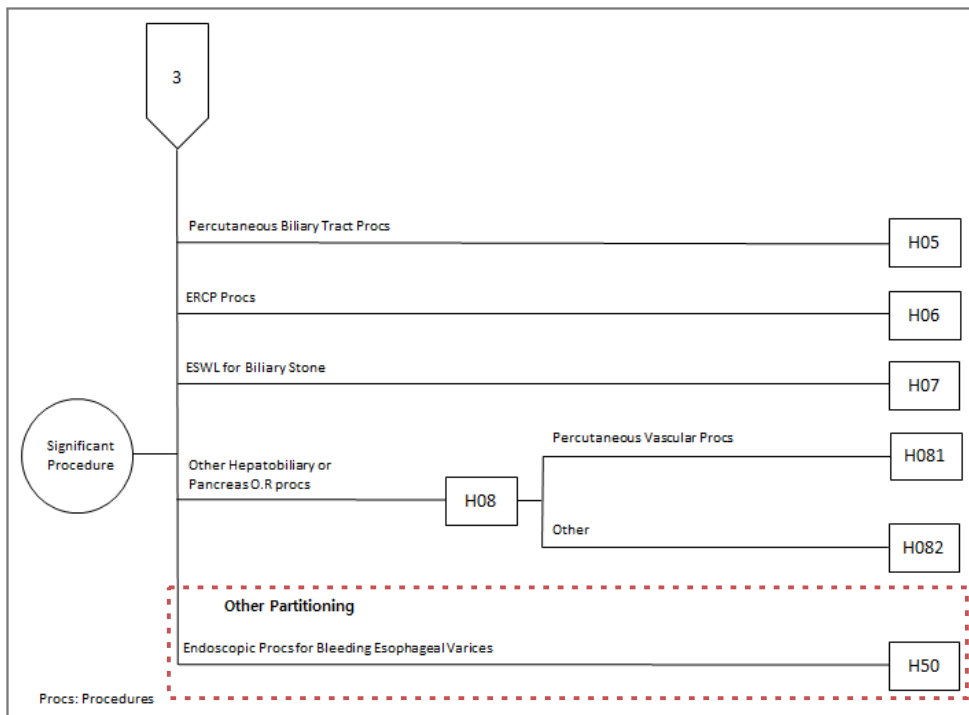 3
Percutaneous Biliary Tract Procs
H05
ERCP Procs
H06
ESWL for Biliary Stone
H07
Significant
Procedure
Other Hepatobiliary or
Pancreas O.R procs
H08
Percutaneous Vascular Procs
H081
Other
H082
Other Partitioning
Endoscopic Procs for Bleeding Esophageal Varices
H50
Procs: Procedures